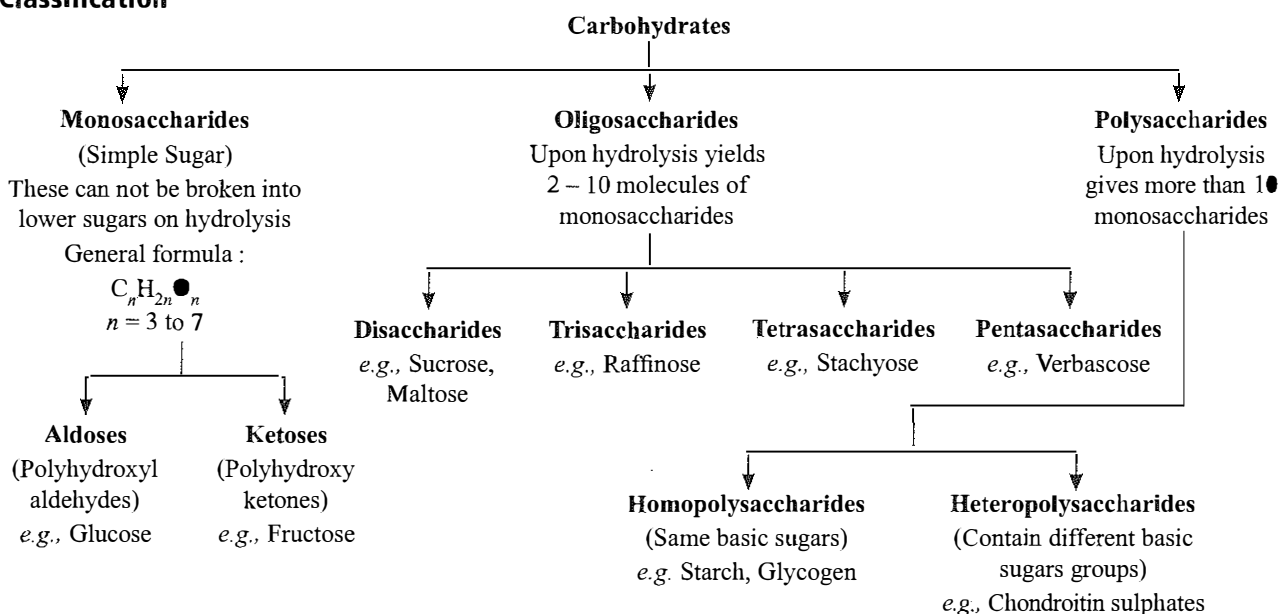 Classification
Carbohydrates
Monosaccharides
(Simple Sugar)
These can not be broken into
lower sugars on hydrolysis
General formula :
CₙH₂ₙOₙ
n = 3 to 7
Aldoses
(Polyhydroxyl
aldehydes)
e.g., Glucose
Ketoses
(Polyhydroxy
ketones)
e.g., Fructose
Oligosaccharides
Upon hydrolysis yields
2 – 10 molecules of
monosaccharides
Disaccharides
e.g., Sucrose,
Maltose
Trisaccharides
e.g., Raffinose
Tetrasaccharides
e.g., Stachyose
Pentasaccharides
e.g., Verbascose
Polysaccharides
Upon hydrolysis
gives more than 10
monosaccharides
Homopolysaccharides
(Same basic sugars)
e.g. Starch, Glycogen
Heteropolysaccharides
(Contain different basic
sugars groups)
e.g., Chondroitin sulphates